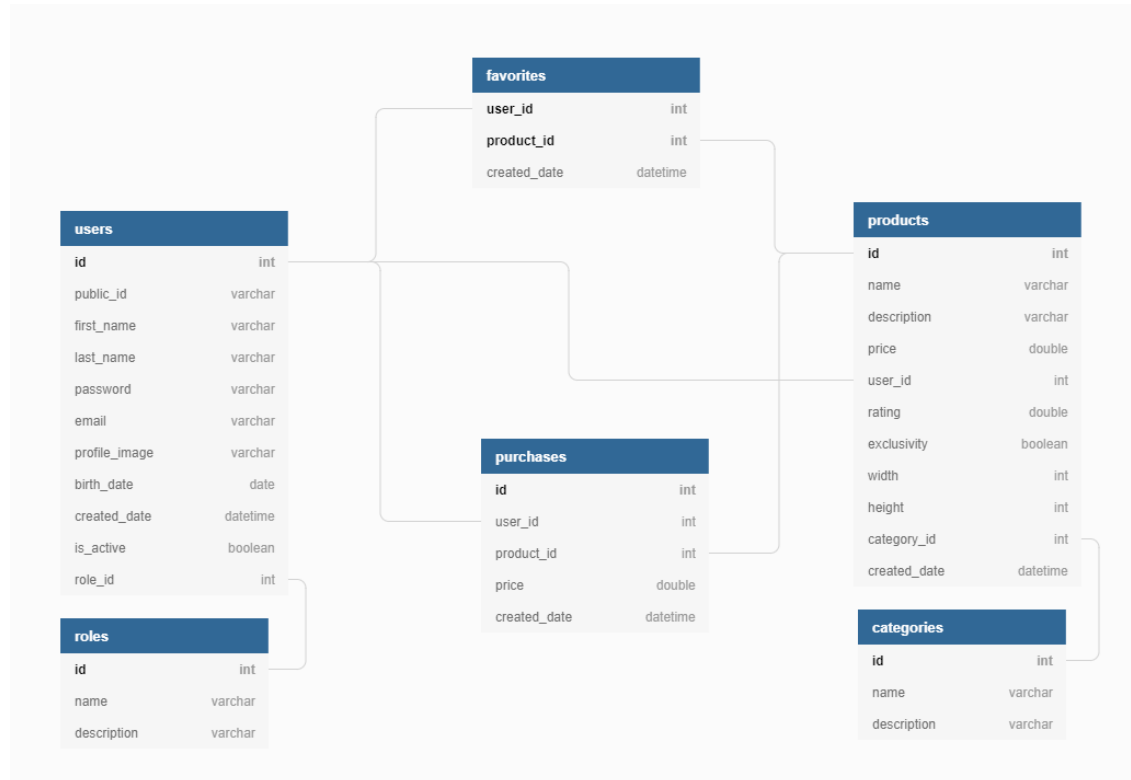 favorites
user_id int
product_id int
created_date datetime
users
id int
public_id varchar
first_name varchar
last_name varchar
password varchar
email varchar
profile_image varchar
birth_date date
created_date datetime
is_active boolean
role_id int
products
id int
name varchar
description varchar
price double
user_id int
rating double
exclusivity boolean
width int
height int
category_id int
created_date datetime
purchases
id int
user_id int
product_id int
price double
created_date datetime
roles
id int
name varchar
description varchar
categories
id int
name varchar
description varchar